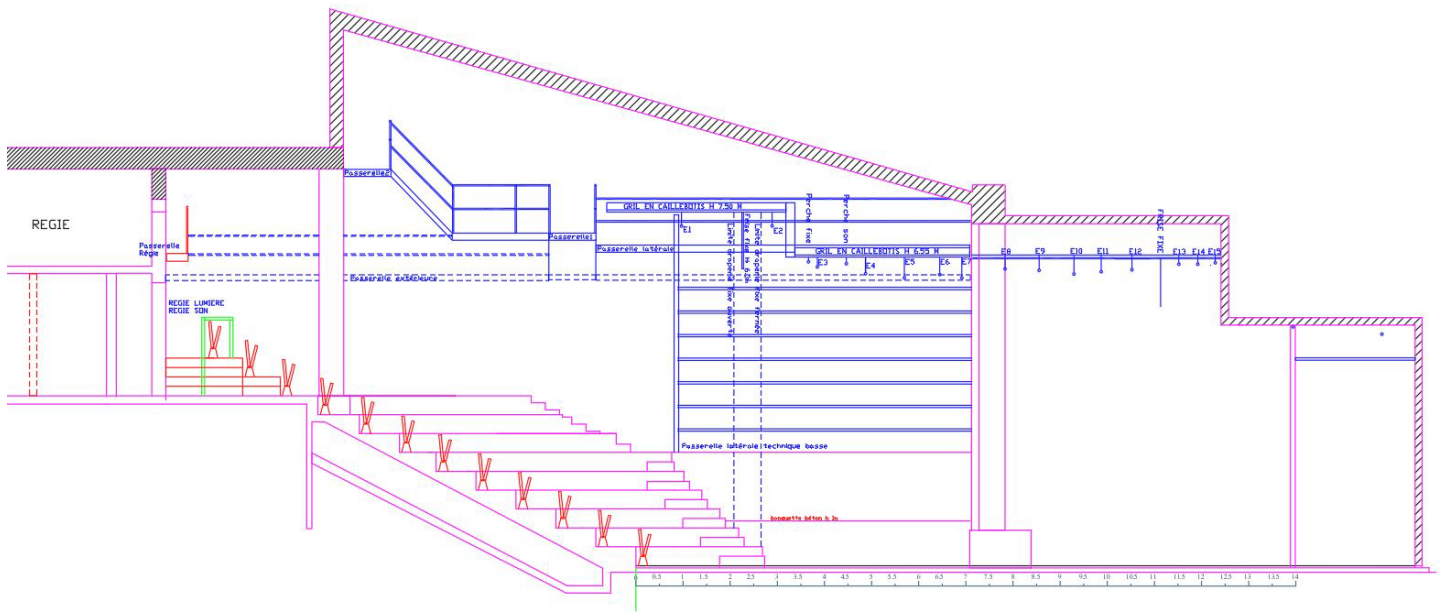 Passerelle2
GRIL EN CAILLEBOTIS H 7.50 M
Perche fixe
Perche son
FRISE FIXE
REGIE
E1
E2
Passerelle1
Passerelle
Régie
Passerelle latérale
GRIL EN CAILLEBOTIS H 6.55 M
E3
E4
E5
E6
E7
E8
E9
E10
E11
E12
E13
E14
E15
Passerelle extérieure
REGIE LUMIERE
REGIE SON
Passerelle latérale technique basse
banquette béton h 1m
0
0.5
1
1.5
2
2.5
3
3.5
4
4.5
5
5.5
6
6.5
7
7.5
8
8.5
9
9.5
10
10.5
11
11.5
12
12.5
13
13.5
14